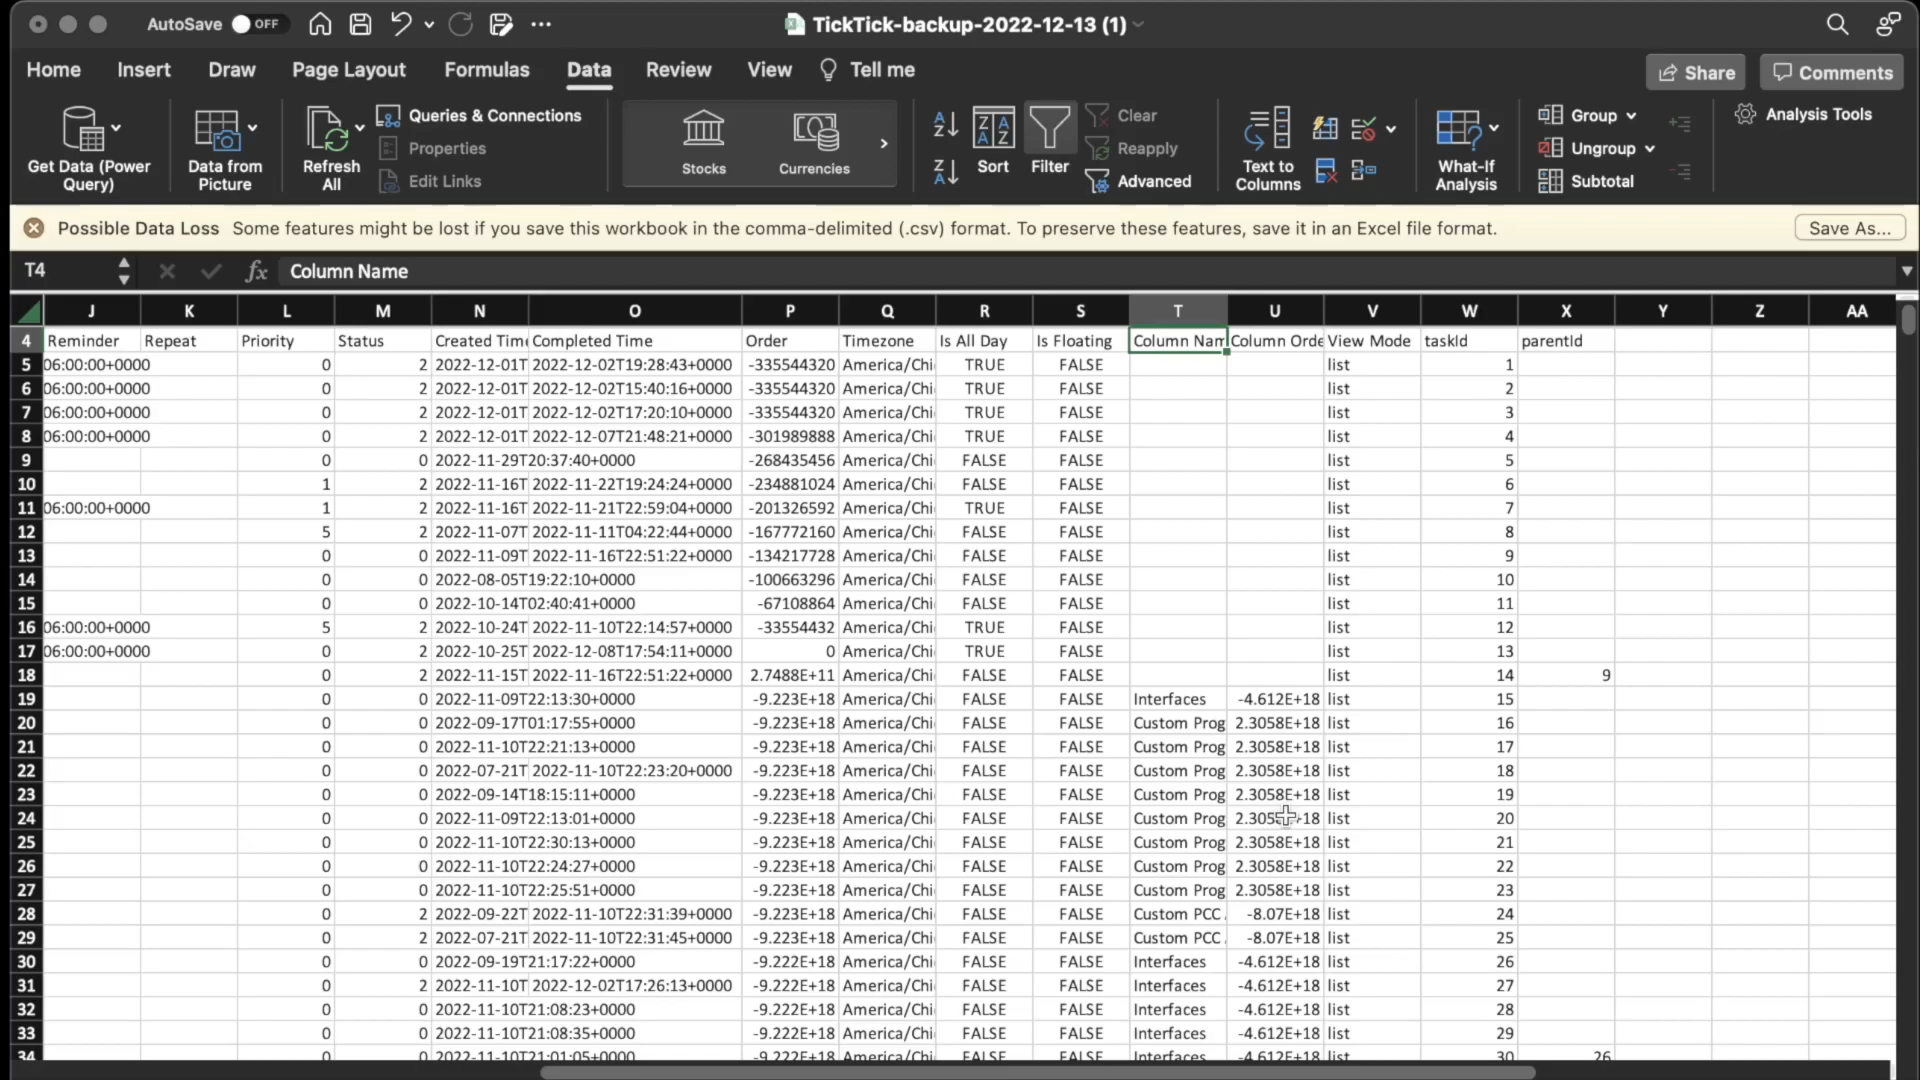 AutoSave OFF TickTick-backup-2022-12-13 (1)
Home Insert Draw Page Layout Formulas Data Review View Tell me Share Comments
Get Data (Power Query) Data from Picture Refresh All Queries & Connections Properties Edit Links Stocks Currencies Sort Filter Clear Reapply Advanced Text to Columns What-If Analysis Group Ungroup Subtotal Analysis Tools
Possible Data Loss Some features might be lost if you save this workbook in the comma-delimited (.csv) format. To preserve these features, save it in an Excel file format. Save As...
T4 fx Column Name
J K L M N O P Q R S T U V W X Y Z AA
4 Reminder Repeat Priority Status Created Tim Completed Time Order Timezone Is All Day Is Floating Column Nam Column Orde View Mode taskId parentId
5 06:00:00+0000 0 2 2022-12-01T 2022-12-02T19:28:43+0000 -335544320 America/Chi TRUE FALSE list 1
6 06:00:00+0000 0 2 2022-12-01T 2022-12-02T15:40:16+0000 -335544320 America/Chi TRUE FALSE list 2
7 06:00:00+0000 0 2 2022-12-01T 2022-12-02T17:20:10+0000 -335544320 America/Chi TRUE FALSE list 3
8 06:00:00+0000 0 2 2022-12-01T 2022-12-07T21:48:21+0000 -301989888 America/Chi TRUE FALSE list 4
9 0 0 2022-11-29T20:37:40+0000 -268435456 America/Chi FALSE FALSE list 5
10 1 2 2022-11-16T 2022-11-22T19:24:24+0000 -234881024 America/Chi FALSE FALSE list 6
11 06:00:00+0000 1 2 2022-11-16T 2022-11-21T22:59:04+0000 -201326592 America/Chi TRUE FALSE list 7
12 5 2 2022-11-07T 2022-11-11T04:22:44+0000 -167772160 America/Chi FALSE FALSE list 8
13 0 0 2022-11-09T 2022-11-16T22:51:22+0000 -134217728 America/Chi FALSE FALSE list 9
14 0 0 2022-08-05T19:22:10+0000 -100663296 America/Chi FALSE FALSE list 10
15 0 0 2022-10-14T02:40:41+0000 -67108864 America/Chi FALSE FALSE list 11
16 06:00:00+0000 5 2 2022-10-24T 2022-11-10T22:14:57+0000 -33554432 America/Chi TRUE FALSE list 12
17 06:00:00+0000 0 2 2022-10-25T 2022-12-08T17:54:11+0000 0 America/Chi TRUE FALSE list 13
18 0 2 2022-11-15T 2022-11-16T22:51:22+0000 2.7488E+11 America/Chi FALSE FALSE list 14 9
19 0 0 2022-11-09T22:13:30+0000 -9.223E+18 America/Chi FALSE FALSE Interfaces -4.612E+18 list 15
20 0 0 2022-09-17T01:17:55+0000 -9.223E+18 America/Chi FALSE FALSE Custom Prog 2.3058E+18 list 16
21 0 0 2022-11-10T22:21:13+0000 -9.223E+18 America/Chi FALSE FALSE Custom Prog 2.3058E+18 list 17
22 0 0 2022-07-21T 2022-11-10T22:23:20+0000 -9.223E+18 America/Chi FALSE FALSE Custom Prog 2.3058E+18 list 18
23 0 0 2022-09-14T18:15:11+0000 -9.223E+18 America/Chi FALSE FALSE Custom Prog 2.3058E+18 list 19
24 0 0 2022-11-09T22:13:01+0000 -9.223E+18 America/Chi FALSE FALSE Custom Prog list 20
25 0 0 2022-11-10T22:30:13+0000 -9.223E+18 America/Chi FALSE FALSE Custom Prog 2.3058E+18 list 21
26 0 0 2022-11-10T22:24:27+0000 -9.223E+18 America/Chi FALSE FALSE Custom Prog 2.3058E+18 list 22
27 0 0 2022-11-10T22:25:51+0000 -9.223E+18 America/Chi FALSE FALSE Custom Prog 2.3058E+18 list 23
28 0 2 2022-09-22T 2022-11-10T22:31:39+0000 -9.223E+18 America/Chi FALSE FALSE Custom PCC -8.07E+18 list 24
29 0 2 2022-07-21T 2022-11-10T22:31:45+0000 -9.223E+18 America/Chi FALSE FALSE Custom PCC -8.07E+18 list 25
30 0 0 2022-09-19T21:17:22+0000 -9.222E+18 America/Chi FALSE FALSE Interfaces -4.612E+18 list 26
31 0 2 2022-11-10T 2022-12-02T17:26:13+0000 -9.222E+18 America/Chi FALSE FALSE Interfaces -4.612E+18 list 27
32 0 0 2022-11-10T21:08:23+0000 -9.222E+18 America/Chi FALSE FALSE Interfaces -4.612E+18 list 28
33 0 0 2022-11-10T21:08:35+0000 -9.222E+18 America/Chi FALSE FALSE Interfaces -4.612E+18 list 29
34 0 0 2022-11-10T21:01:05+0000 -9.222E+18 America/Chi FALSE FALSE Interfaces -4.612E+18 list 30 26